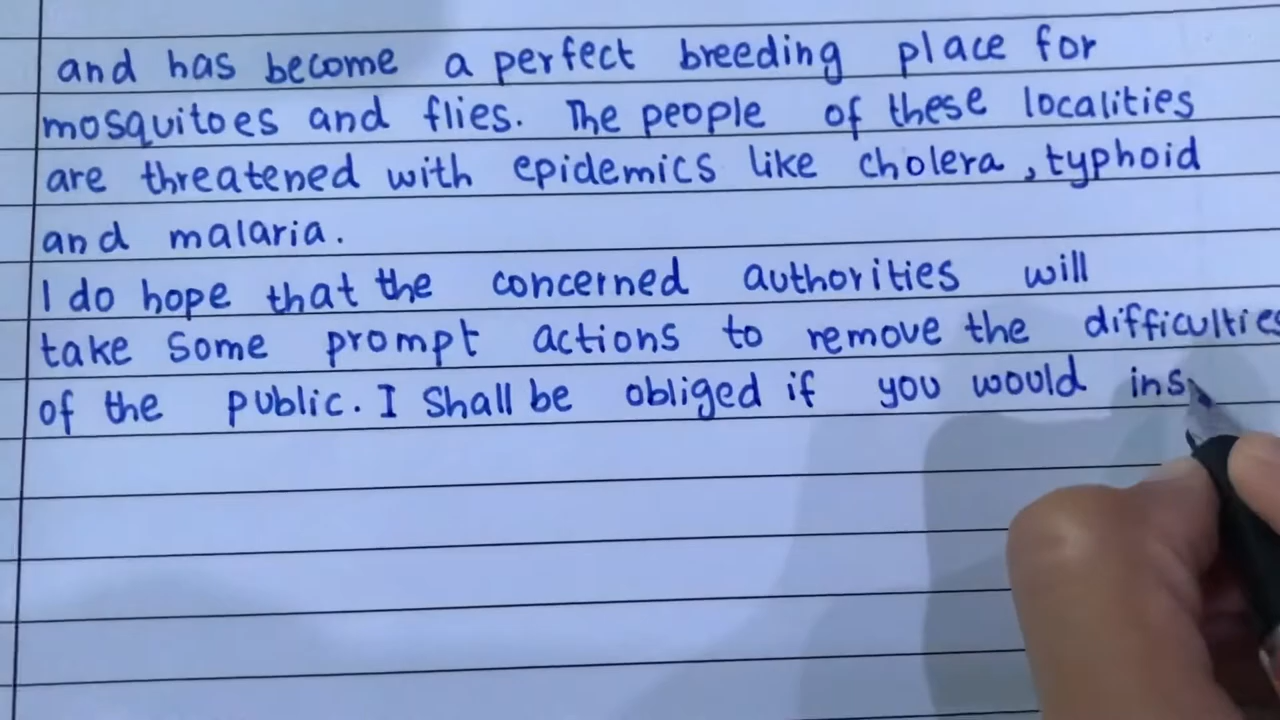 and has become a perfect breeding place for
mosquitoes and flies. The people of these localities
are threatened with epidemics like cholera, typhoid
and malaria.
I do hope that the concerned authorities will
take some prompt actions to remove the difficulties
of the public. I shall be obliged if you would ins